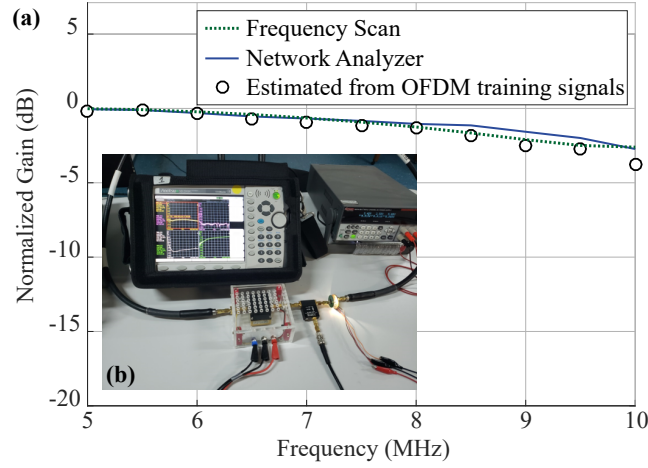 (a)
Frequency Scan
Network Analyzer
Estimated from OFDM training signals
0
-5
-10
-13
-15
-20
Normalized Gain (dB)
(b)
5
6
7
8
9
10
Frequency (MHz)